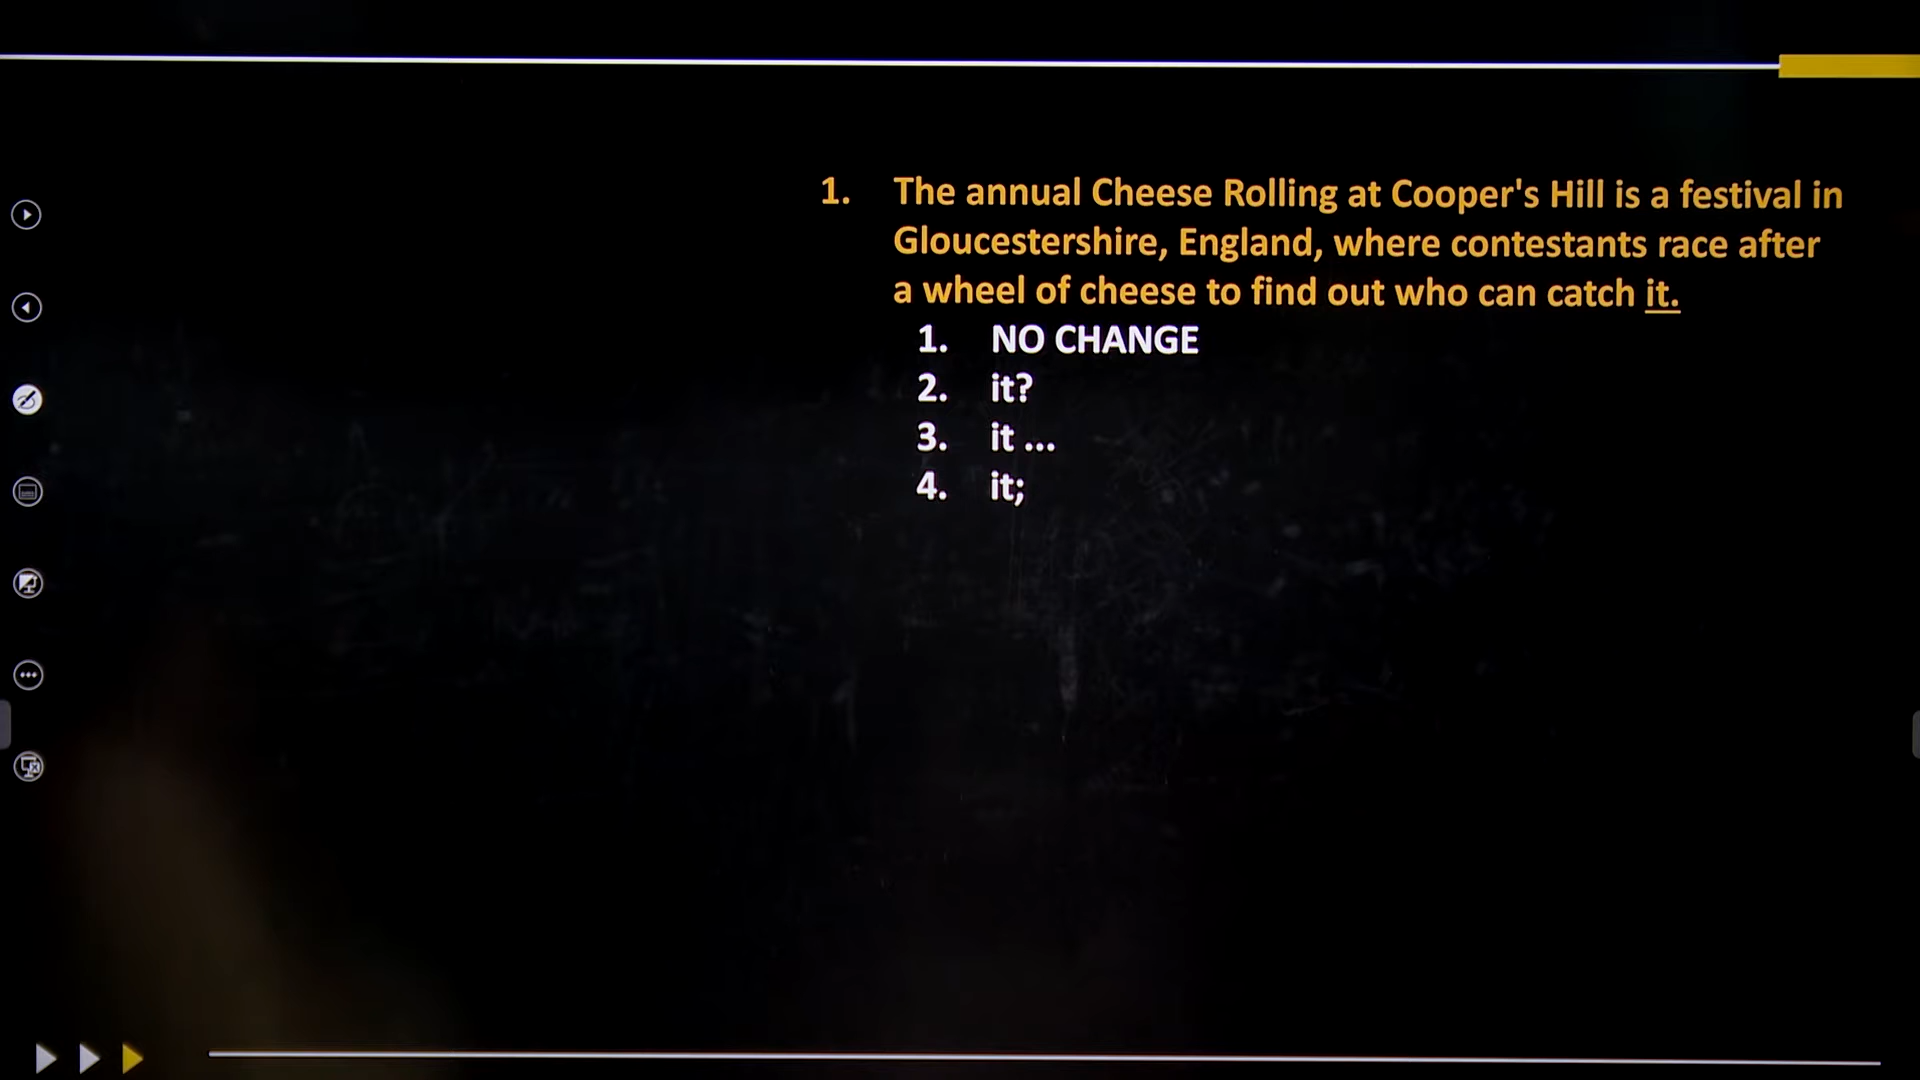 1. The annual Cheese Rolling at Cooper's Hill is a festival in
Gloucestershire, England, where contestants race after
a wheel of cheese to find out who can catch it.
1. NO CHANGE
2. it?
3. it ...
4. it;